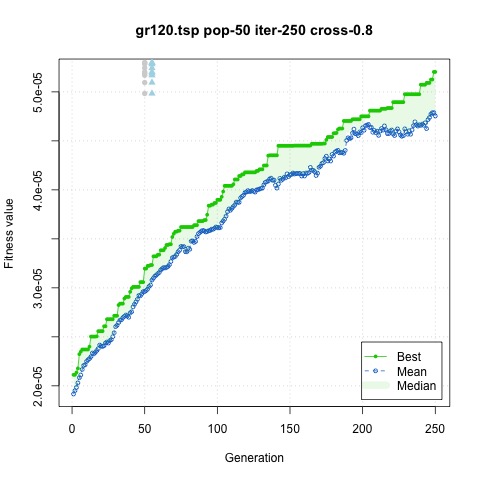 gr120.tsp pop-50 iter-250 cross-0.8
Fitness value
5.0e-05
4.0e-05
3.0e-05
2.0e-05
0 50 100 150 200 250
Generation
Best
Mean
Median